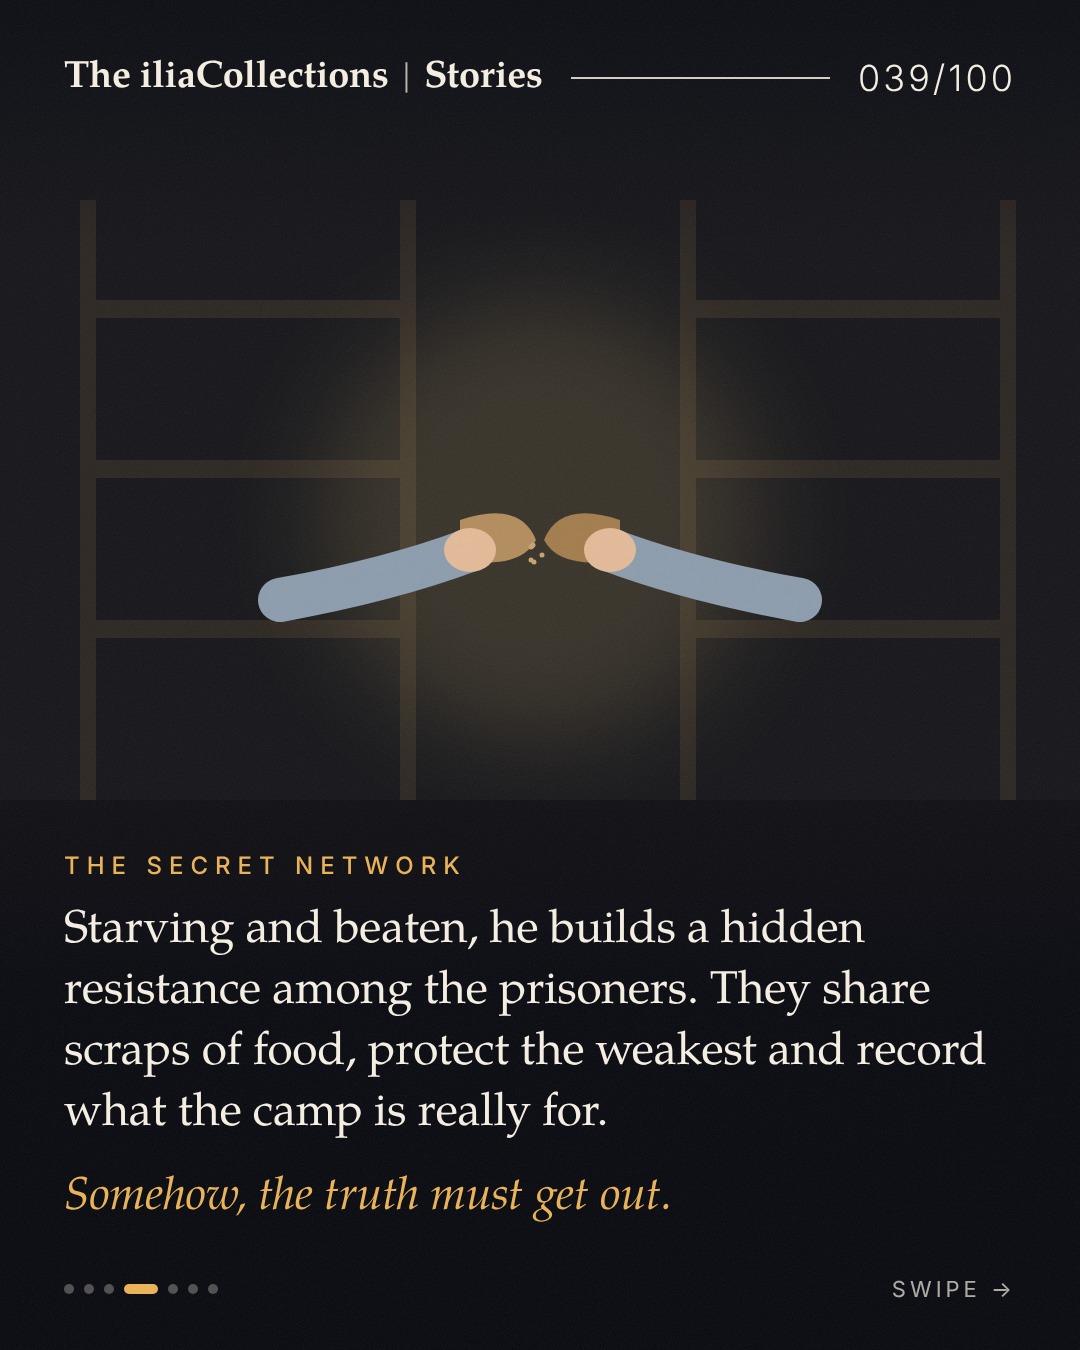 The iliaCollections | Stories 039/100
THE SECRET NETWORK
Starving and beaten, he builds a hidden
resistance among the prisoners. They share
scraps of food, protect the weakest and record
what the camp is really for.
Somehow, the truth must get out.
SWIPE →